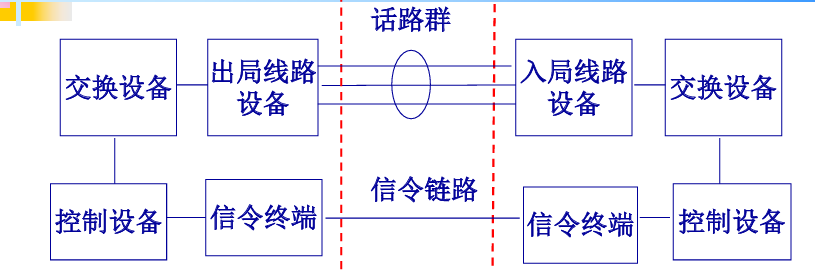 话路群
交换设备
出局线路
设备
入局线路
设备
交换设备
信令链路
控制设备
信令终端
信令终端
控制设备